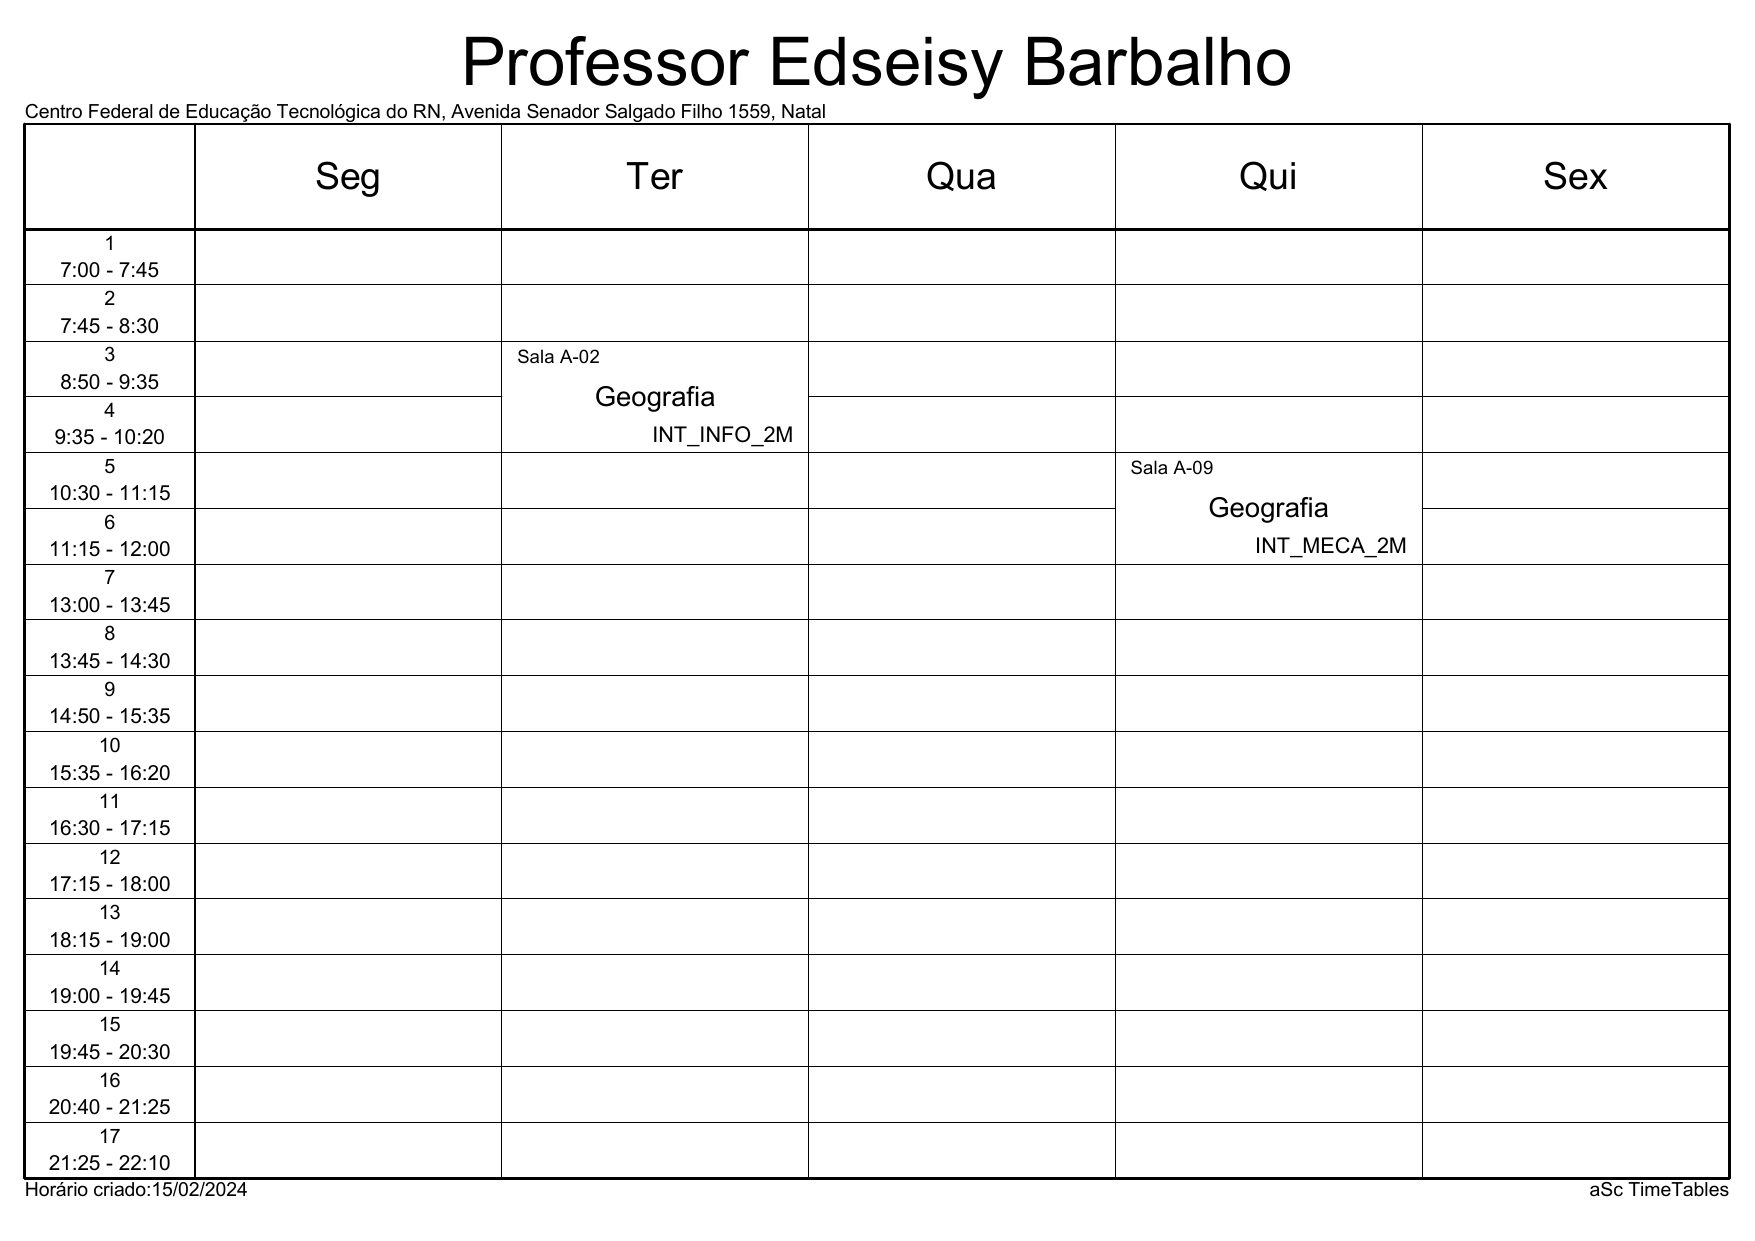 Professor Edseisy Barbalho
Centro Federal de Educação Tecnológica do RN, Avenida Senador Salgado Filho 1559, Natal
Seg Ter Qua Qui Sex
1
7:00 - 7:45
2
7:45 - 8:30
3
8:50 - 9:35
4
9:35 - 10:20
Sala A-02
Geografia
INT_INFO_2M
5
10:30 - 11:15
6
11:15 - 12:00
Sala A-09
Geografia
INT_MECA_2M
7
13:00 - 13:45
8
13:45 - 14:30
9
14:50 - 15:35
10
15:35 - 16:20
11
16:30 - 17:15
12
17:15 - 18:00
13
18:15 - 19:00
14
19:00 - 19:45
15
19:45 - 20:30
16
20:40 - 21:25
17
21:25 - 22:10
Horário criado:15/02/2024
aSc TimeTables